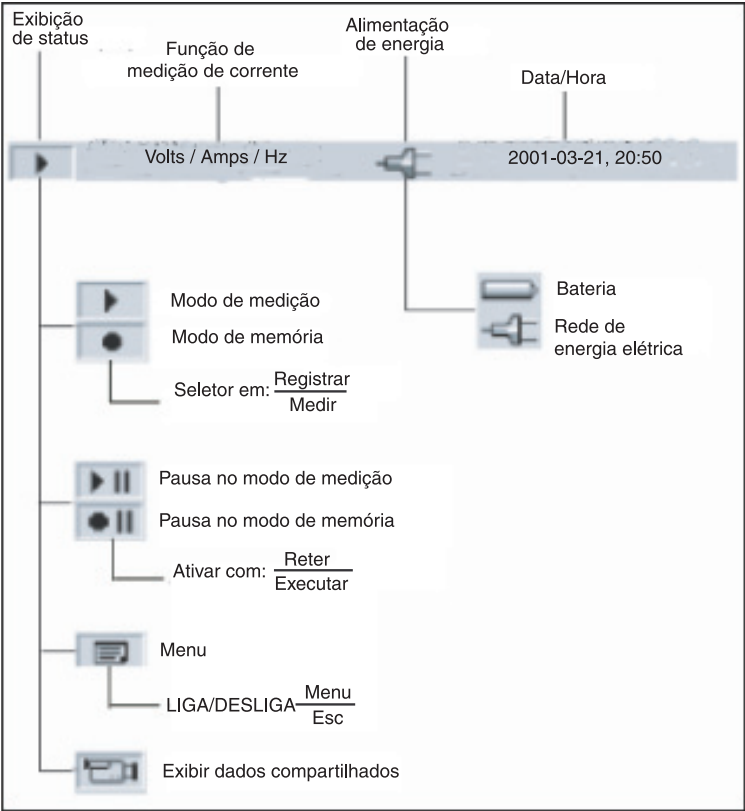 Exibição
de status
Função de
medição de corrente
Alimentação
de energia
Data/Hora
Volts / Amps / Hz
2001-03-21, 20:50
Modo de medição
Modo de memória
Seletor em: Registrar
Medir
Bateria
Rede de
energia elétrica
Pausa no modo de medição
Pausa no modo de memória
Ativar com: Reter
Executar
Menu
LIGA/DESLIGA Menu
Esc
Exibir dados compartilhados